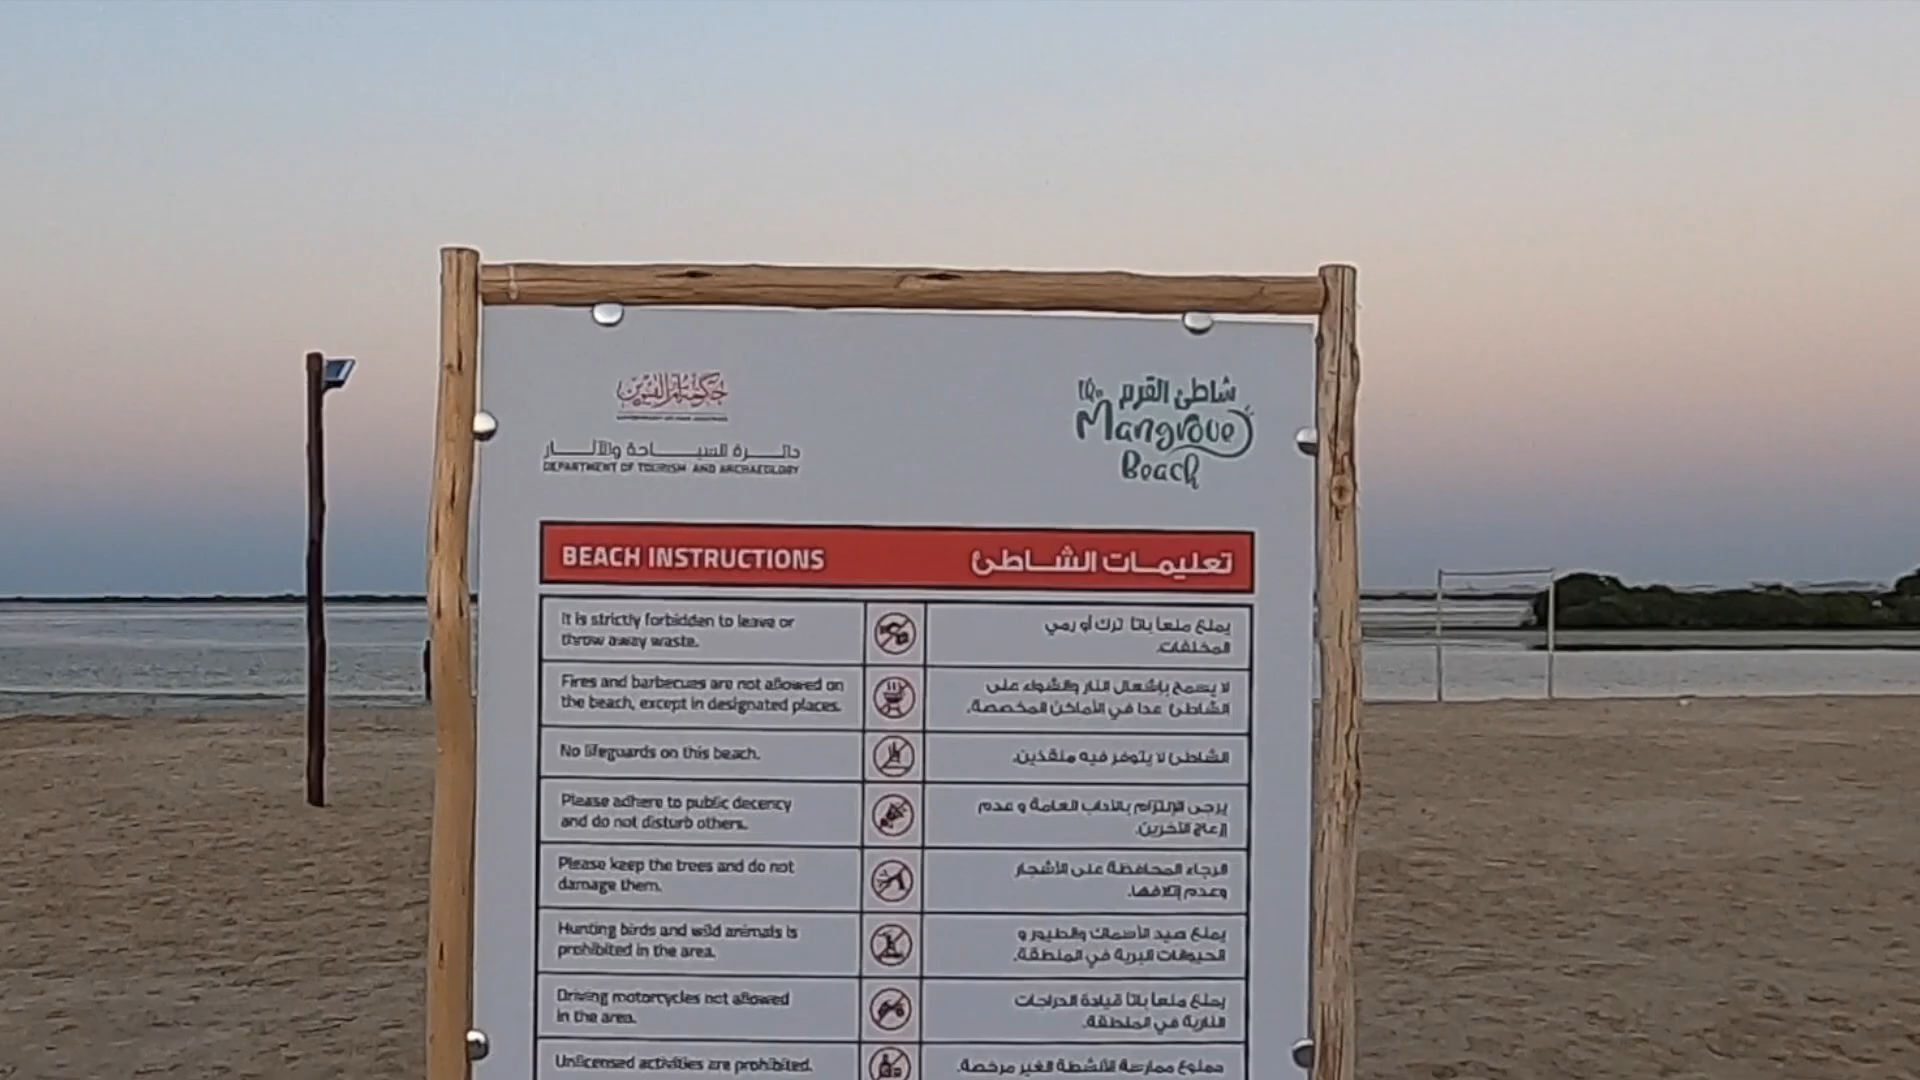 حكومة أم القيوين
دائرة السياحة والآثار
DEPARTMENT OF TOURISM AND ARCHAEOLOGY
شاطئ القرم
The
Mangrove
Beach
BEACH INSTRUCTIONS
تعليمات الشاطئ
It is strictly forbidden to leave or
throw away waste.
يمنع منعاً باتاً ترك أو رمي
المخلفات.
Fires and barbecues are not allowed on
the beach, except in designated places.
لا يسمح بإشعال النار والشواء على
الشاطئ عدا في الأماكن المخصصة.
No lifeguards on this beach.
الشاطئ لا يتوفر فيه منقذين.
Please adhere to public decency
and do not disturb others.
يرجى الإلتزام بالآداب العامة و عدم
إزعاج الآخرين.
Please keep the trees and do not
damage them.
الرجاء المحافظة على الأشجار
وعدم إتلافها.
Hunting birds and wild animals is
prohibited in the area.
يمنع صيد الأسماك والطيور و
الحيوانات البرية في المنطقة.
Driving motorcycles not allowed
in the area.
يمنع منعاً باتاً قيادة الدراجات
النارية في المنطقة.
Unlicensed activities are prohibited.
ممنوع ممارسة الأنشطة الغير مرخصة.